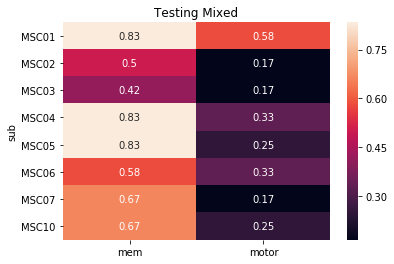 Testing Mixed
sub
MSC01 0.83 0.58
MSC02 0.5 0.17
MSC03 0.42 0.17
MSC04 0.83 0.33
MSC05 0.83 0.25
MSC06 0.58 0.33
MSC07 0.67 0.17
MSC10 0.67 0.25
mem motor
0.75
0.60
0.45
0.30